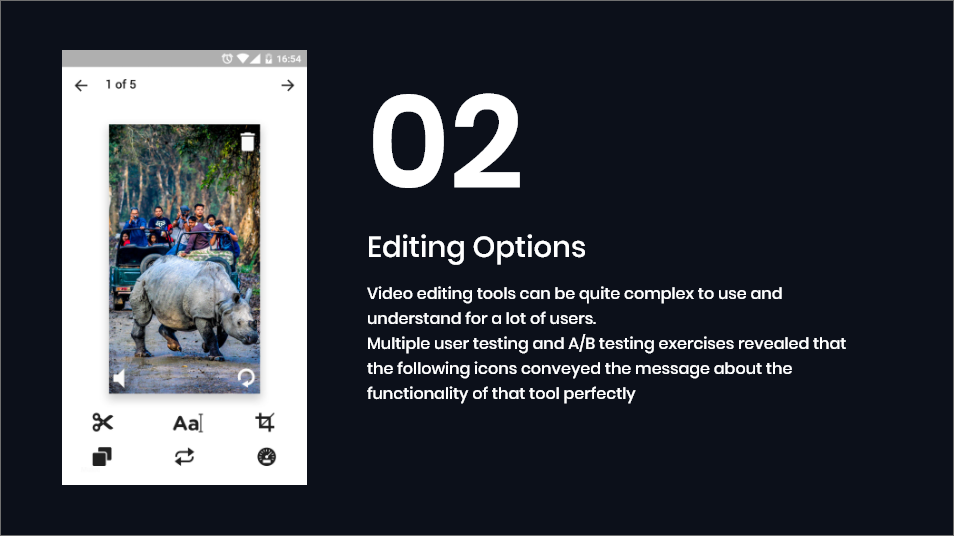 16:54
1 of 5
Aa
02
Editing Options
Video editing tools can be quite complex to use and
understand for a lot of users.
Multiple user testing and A/B testing exercises revealed that
the following icons conveyed the message about the
functionality of that tool perfectly